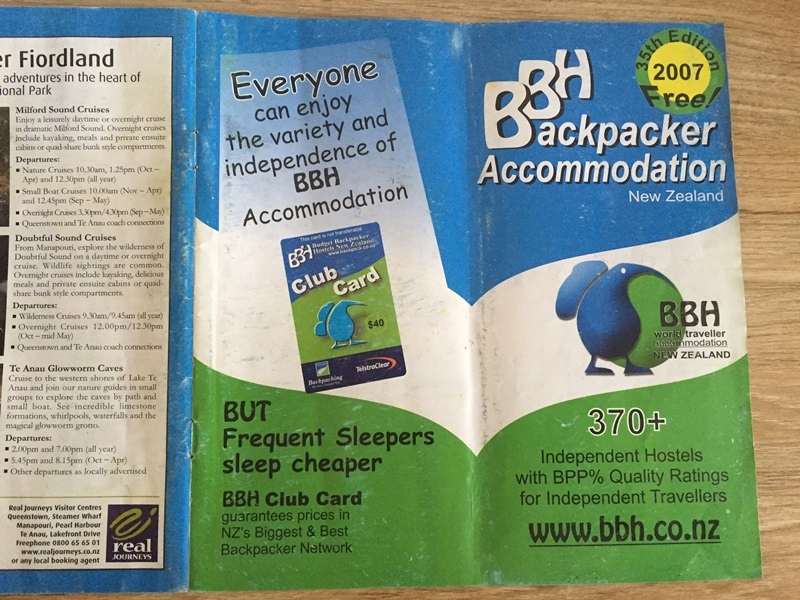 er Fiordland
adventures in the heart of
ional Park
Milford Sound Cruises
Enjoy a leisurely daytime or overnight cruise
in dramatic Milford Sound. Overnight cruises
include kayaking, meals and private ensuite
cabins or quad-share bunk style compartments.
Departures:
▪ Nature Cruises 10.30am, 1.25pm (Oct –
Apr) and 12.30pm (all year)
▪ Small Boat Cruises 10.00am (Nov – Apr)
and 12.45pm (Sep – May)
▪ Overnight Cruises 3.30pm/4.30pm (Sep – May)
▪ Queenstown and Te Anau coach connections
Doubtful Sound Cruises
From Manapouri, explore the wilderness of
Doubtful Sound on a daytime or overnight
cruise. Wildlife sightings are common.
Overnight cruises include kayaking, delicious
meals and private ensuite cabins or quad-
share bunk style compartments.
Departures:
▪ Wilderness Cruises 9.30am/9.45am (all year)
▪ Overnight Cruises 12.00pm/12.30pm
(Oct – mid May)
▪ Queenstown and Te Anau coach connections
Te Anau Glowworm Caves
Cruise to the western shores of Lake Te
Anau and join our nature guides in small
groups to explore the caves by path and
small boat. See incredible limestone
formations, whirlpools, waterfalls and the
magical glowworm grotto.
Departures:
▪ 2.00pm and 7.00pm (all year)
▪ 5.45pm and 8.15pm (Oct – Apr)
▪ Other departures as locally advertised
Real Journeys Visitor Centres
Queenstown, Steamer Wharf
Manapouri, Pearl Harbour
Te Anau, Lakefront Drive
Freephone 0800 65 65 01
www.realjourneys.co.nz
or any local booking agent
real
JOURNEYS
Everyone
can enjoy
the variety and
independence of
BBH
Accommodation
This card is not transferable
BBH Budget Backpacker
Hostels New Zealand
www.backpack.co.nz
Club
Card
$40
Backpacking
TelstraClear
BUT
Frequent Sleepers
sleep cheaper
BBH Club Card
guarantees prices in
NZ's Biggest & Best
Backpacker Network
35th Edition
2007
Free!
BBH
Backpacker
Accommodation
New Zealand
BBH
world traveller
accommodation
NEW ZEALAND
370+
Independent Hostels
with BPP% Quality Ratings
for Independent Travellers
www.bbh.co.nz